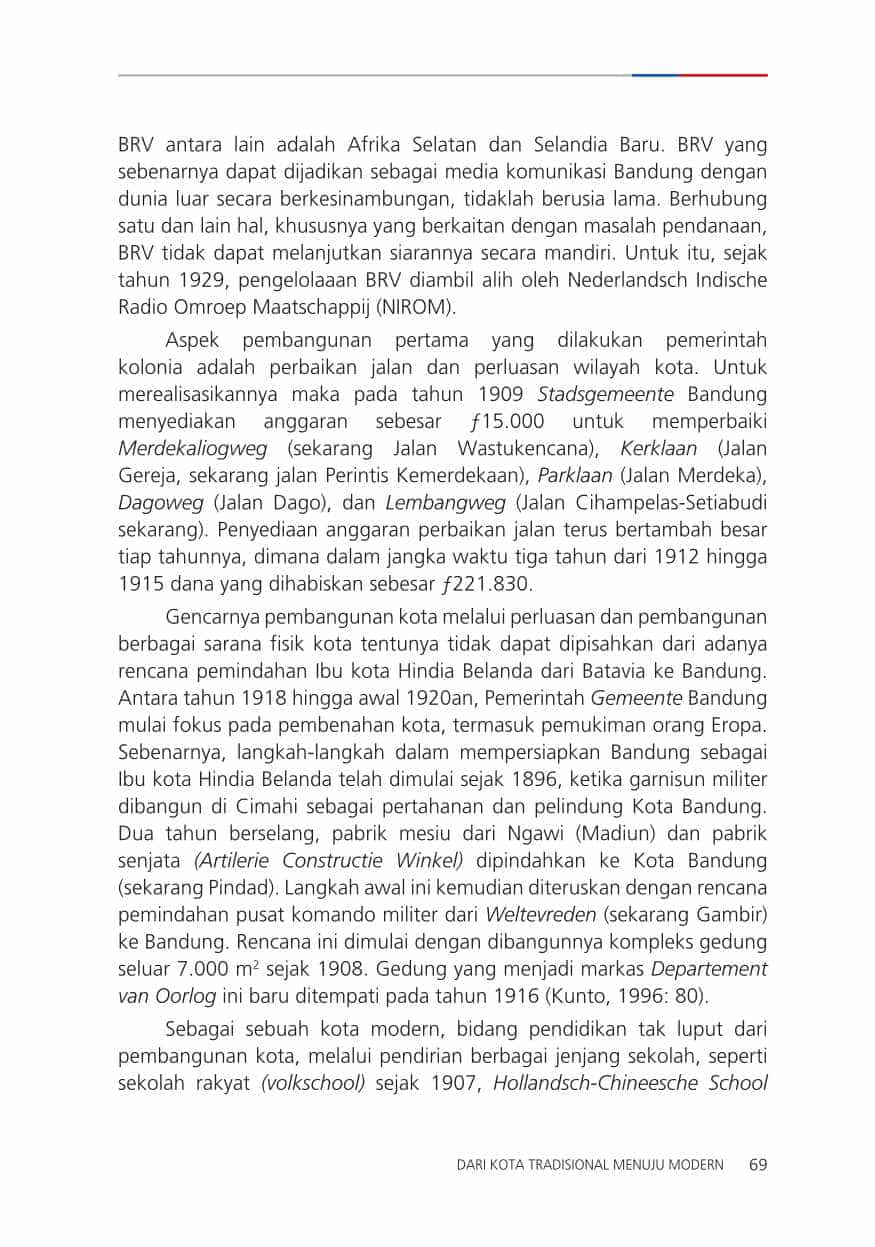 BRV antara lain adalah Afrika Selatan dan Selandia Baru. BRV yang
sebenarnya dapat dijadikan sebagai media komunikasi Bandung dengan
dunia luar secara berkesinambungan, tidaklah berusia lama. Berhubung
satu dan lain hal, khususnya yang berkaitan dengan masalah pendanaan,
BRV tidak dapat melanjutkan siarannya secara mandiri. Untuk itu, sejak
tahun 1929, pengelolaaan BRV diambil alih oleh Nederlandsch Indische
Radio Omroep Maatschappij (NIROM).
Aspek pembangunan pertama yang dilakukan pemerintah
kolonia adalah perbaikan jalan dan perluasan wilayah kota. Untuk
merealisasikannya maka pada tahun 1909 Stadsgemeente Bandung
menyediakan anggaran sebesar ƒ15.000 untuk memperbaiki
Merdekaliogweg (sekarang Jalan Wastukencana), Kerklaan (Jalan
Gereja, sekarang jalan Perintis Kemerdekaan), Parklaan (Jalan Merdeka),
Dagoweg (Jalan Dago), dan Lembangweg (Jalan Cihampelas-Setiabudi
sekarang). Penyediaan anggaran perbaikan jalan terus bertambah besar
tiap tahunnya, dimana dalam jangka waktu tiga tahun dari 1912 hingga
1915 dana yang dihabiskan sebesar ƒ221.830.
Gencarnya pembangunan kota melalui perluasan dan pembangunan
berbagai sarana fisik kota tentunya tidak dapat dipisahkan dari adanya
rencana pemindahan Ibu kota Hindia Belanda dari Batavia ke Bandung.
Antara tahun 1918 hingga awal 1920an, Pemerintah Gemeente Bandung
mulai fokus pada pembenahan kota, termasuk pemukiman orang Eropa.
Sebenarnya, langkah-langkah dalam mempersiapkan Bandung sebagai
Ibu kota Hindia Belanda telah dimulai sejak 1896, ketika garnisun militer
dibangun di Cimahi sebagai pertahanan dan pelindung Kota Bandung.
Dua tahun berselang, pabrik mesiu dari Ngawi (Madiun) dan pabrik
senjata (Artilerie Constructie Winkel) dipindahkan ke Kota Bandung
(sekarang Pindad). Langkah awal ini kemudian diteruskan dengan rencana
pemindahan pusat komando militer dari Weltevreden (sekarang Gambir)
ke Bandung. Rencana ini dimulai dengan dibangunnya kompleks gedung
seluar 7.000 m² sejak 1908. Gedung yang menjadi markas Departement
van Oorlog ini baru ditempati pada tahun 1916 (Kunto, 1996: 80).
Sebagai sebuah kota modern, bidang pendidikan tak luput dari
pembangunan kota, melalui pendirian berbagai jenjang sekolah, seperti
sekolah rakyat (volkschool) sejak 1907, Hollandsch-Chineesche School
DARI KOTA TRADISIONAL MENUJU MODERN 69